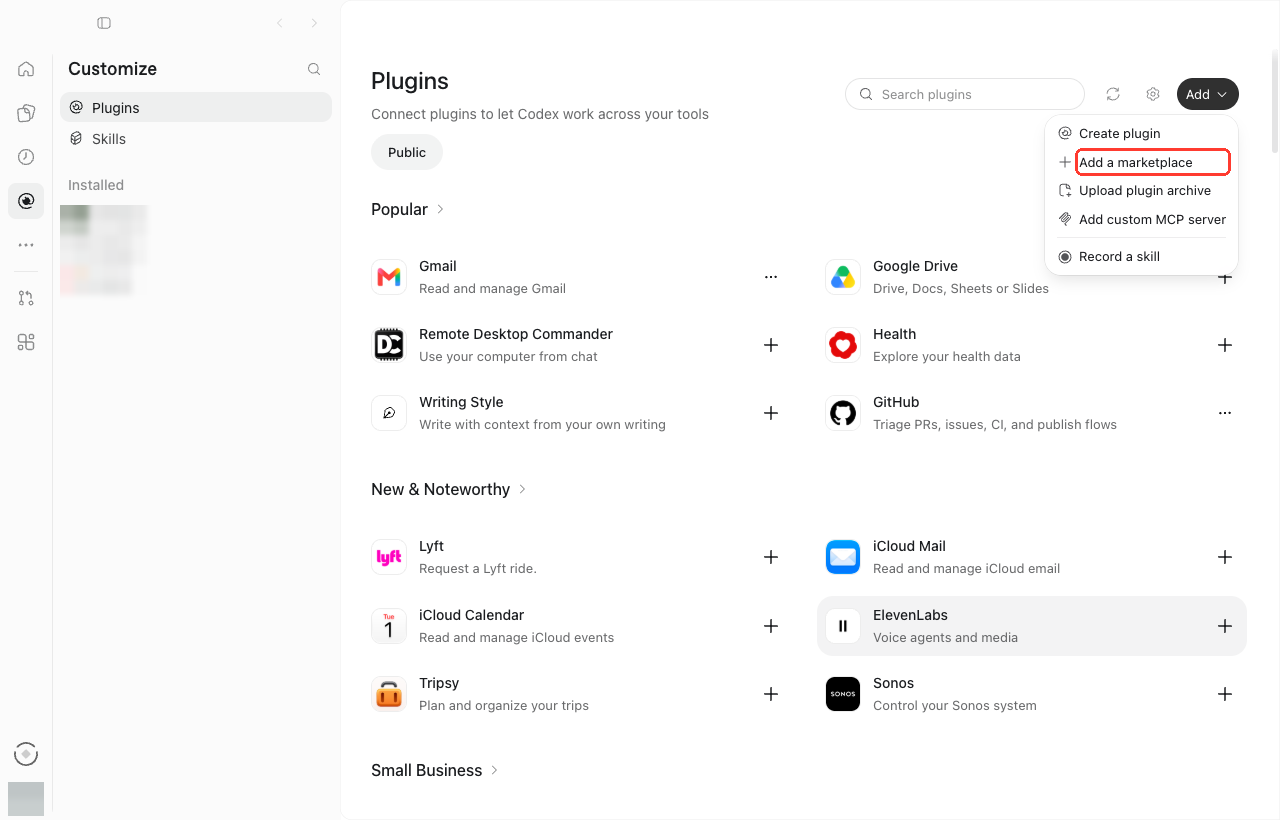 Customize
Plugins
Skills
Installed
Plugins
Connect plugins to let Codex work across your tools
Search plugins
Add
Public
Create plugin
Add a marketplace
Upload plugin archive
Add custom MCP server
Record a skill
Popular
Gmail
Read and manage Gmail
Google Drive
Drive, Docs, Sheets or Slides
Remote Desktop Commander
Use your computer from chat
Health
Explore your health data
Writing Style
Write with context from your own writing
GitHub
Triage PRs, issues, CI, and publish flows
New & Noteworthy
lyft
Lyft
Request a Lyft ride.
iCloud Mail
Read and manage iCloud email
Tue
1
iCloud Calendar
Read and manage iCloud events
ElevenLabs
Voice agents and media
Tripsy
Plan and organize your trips
SONOS
Sonos
Control your Sonos system
Small Business